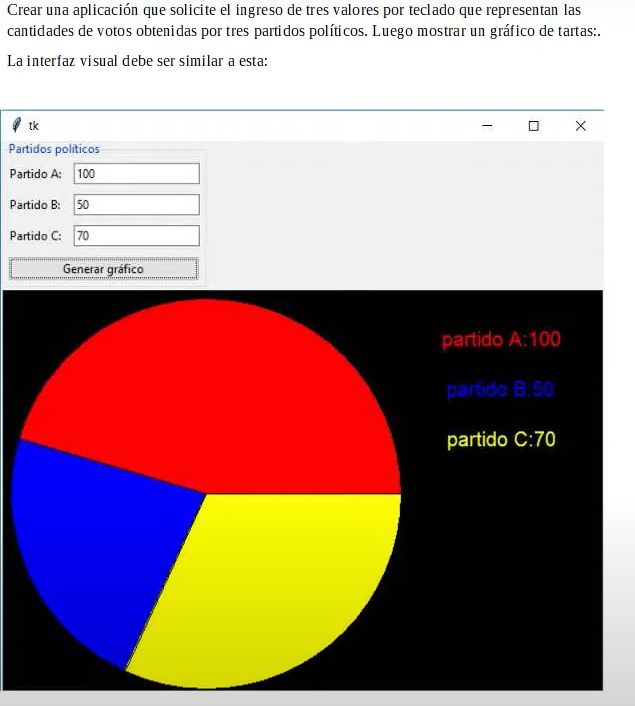 Crear una aplicación que solicite el ingreso de tres valores por teclado que representan las
cantidades de votos obtenidas por tres partidos políticos. Luego mostrar un gráfico de tartas:.
La interfaz visual debe ser similar a esta:
tk
Partidos políticos
Partido A: 100
Partido B: 50
Partido C: 70
Generar gráfico
partido A:100
partido B:50
partido C:70